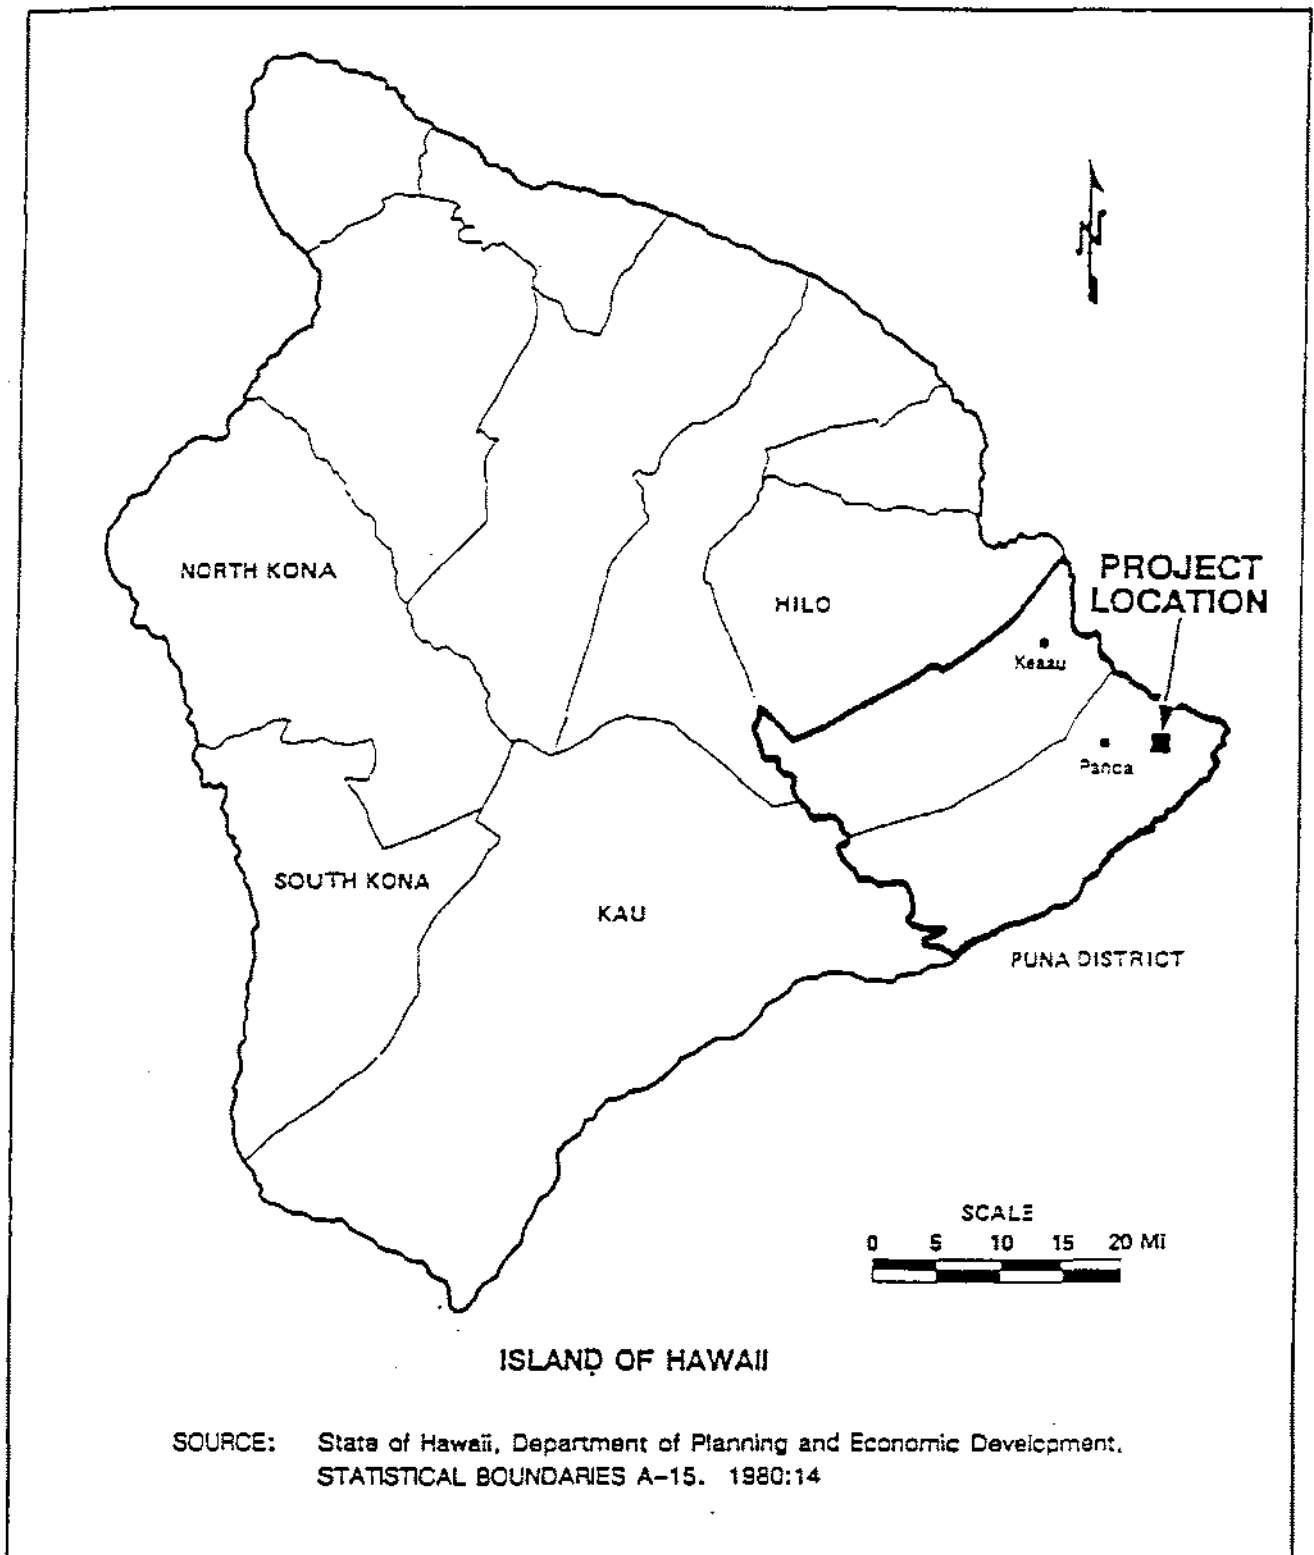 N
NORTH KONA
HILO
PROJECT
LOCATION
Keaau
Pahoa
SOUTH KONA
KAU
PUNA DISTRICT
SCALE
0 5 10 15 20 MI
ISLAND OF HAWAII
SOURCE: State of Hawaii, Department of Planning and Economic Development,
STATISTICAL BOUNDARIES A-15. 1980:14